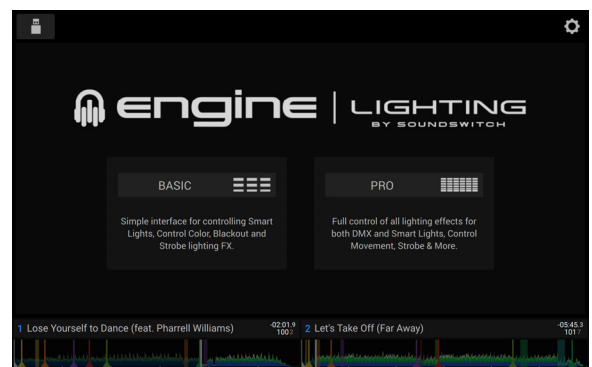 engine | LIGHTING
BY SOUNDSWITCH
BASIC
Simple interface for controlling Smart
Lights, Control Color, Blackout and
Strobe lighting FX.
PRO
Full control of all lighting effects for
both DMX and Smart Lights, Control
Movement, Strobe & More.
1 Lose Yourself to Dance (feat. Pharrell Williams)
-02:01.9
100.2
2 Let's Take Off (Far Away)
-05:45.3
101.7